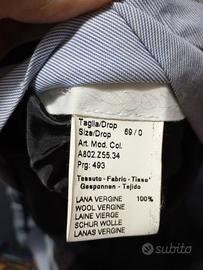 Taglia/Drop
Size/Drop 69 / 0
Art. Mod. Col.
A802.Z55.34
Prg: 493
Tessuto - Fabric - Tissu'
Gesponnen - Tejido
LANA VERGINE 100%
WOOL VERGINE
LAINE VIERGE
SCHUR WOLLE
LANAS VERGINE
subito